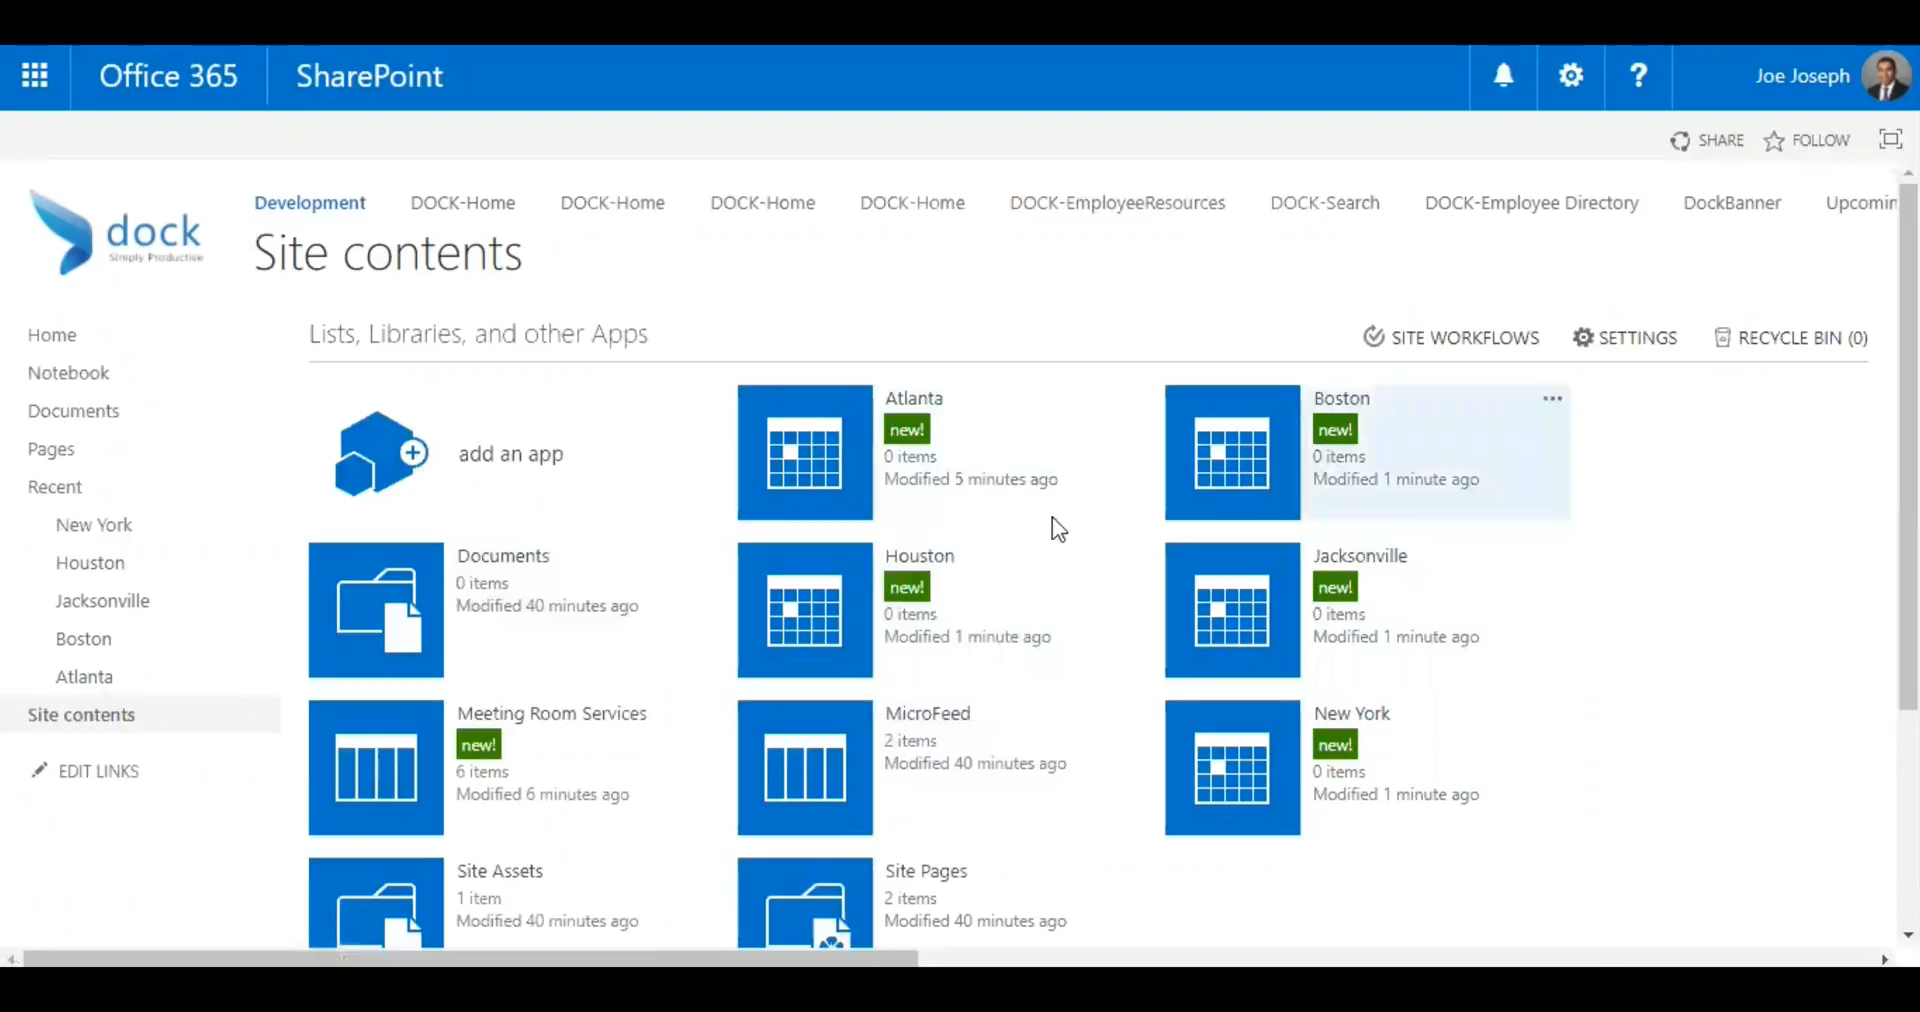 Office 365
SharePoint
?
Joe Joseph
SHARE
FOLLOW
dock
Simply Productive
Development
DOCK-Home
DOCK-Home
DOCK-Home
DOCK-Home
DOCK-EmployeeResources
DOCK-Search
DOCK-Employee Directory
DockBanner
Upcomin
Site contents
Home
Notebook
Documents
Pages
Recent
New York
Houston
Jacksonville
Boston
Atlanta
Site contents
EDIT LINKS
Lists, Libraries, and other Apps
SITE WORKFLOWS
SETTINGS
RECYCLE BIN (0)
add an app
Atlanta
new!
0 items
Modified 5 minutes ago
Boston
new!
0 items
Modified 1 minute ago
Documents
0 items
Modified 40 minutes ago
Houston
new!
0 items
Modified 1 minute ago
Jacksonville
new!
0 items
Modified 1 minute ago
Meeting Room Services
new!
6 items
Modified 6 minutes ago
MicroFeed
2 items
Modified 40 minutes ago
New York
new!
0 items
Modified 1 minute ago
Site Assets
1 item
Modified 40 minutes ago
Site Pages
2 items
Modified 40 minutes ago